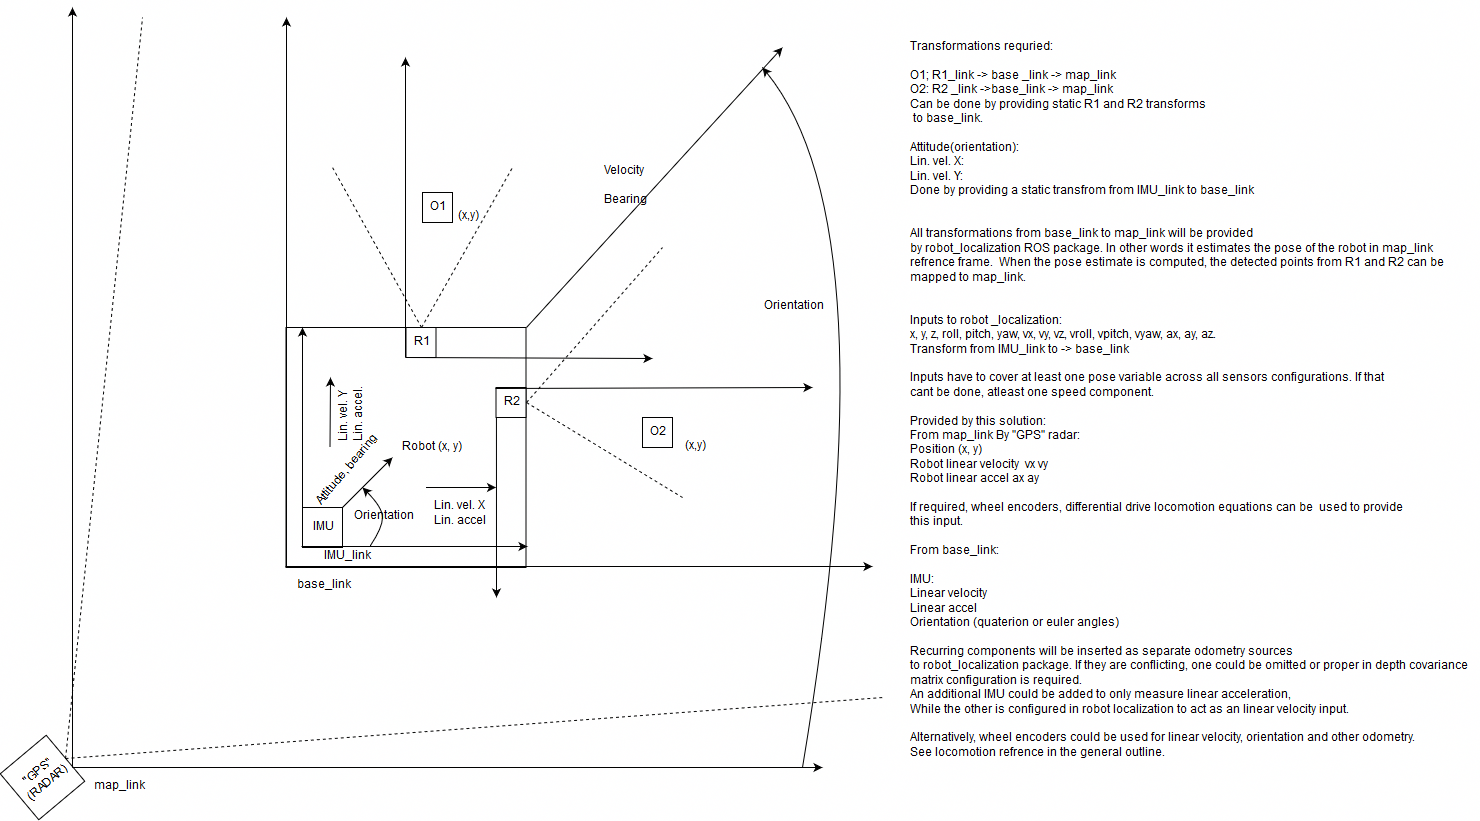 O1
(x,y)
Velocity
Bearing
Orientation
R1
R2
O2
(x,y)
Lin. vel. Y
Lin. accel.
Attitude, bearing
Robot (x, y)
Orientation
Lin. vel. X
Lin. accel
IMU
IMU_link
base_link
"GPS"
(RADAR)
map_link
Transformations requried:
O1; R1_link -> base _link -> map_link
O2: R2 _link ->base_link -> map_link
Can be done by providing static R1 and R2 transforms
to base_link.
Attitude(orientation):
Lin. vel. X:
Lin. vel. Y:
Done by providing a static transfrom from IMU_link to base_link
All transformations from base_link to map_link will be provided
by robot_localization ROS package. In other words it estimates the pose of the robot in map_link
refrence frame.  When the pose estimate is computed, the detected points from R1 and R2 can be
mapped to map_link.
Inputs to robot _localization:
x, y, z, roll, pitch, yaw, vx, vy, vz, vroll, vpitch, vyaw, ax, ay, az.
Transform from IMU_link to -> base_link
Inputs have to cover at least one pose variable across all sensors configurations. If that
cant be done, atleast one speed component.
Provided by this solution:
From map_link By "GPS" radar:
Position (x, y)
Robot linear velocity  vx vy
Robot linear accel ax ay
If required, wheel encoders, differential drive locomotion equations can be  used to provide
this input.
From base_link:
IMU:
Linear velocity
Linear accel
Orientation (quaterion or euler angles)
Recurring components will be inserted as separate odometry sources
to robot_localization package. If they are conflicting, one could be omitted or proper in depth covariance
matrix configuration is required.
An additional IMU could be added to only measure linear acceleration,
While the other is configured in robot localization to act as an linear velocity input.
Alternatively, wheel encoders could be used for linear velocity, orientation and other odometry.
See locomotion refrence in the general outline.